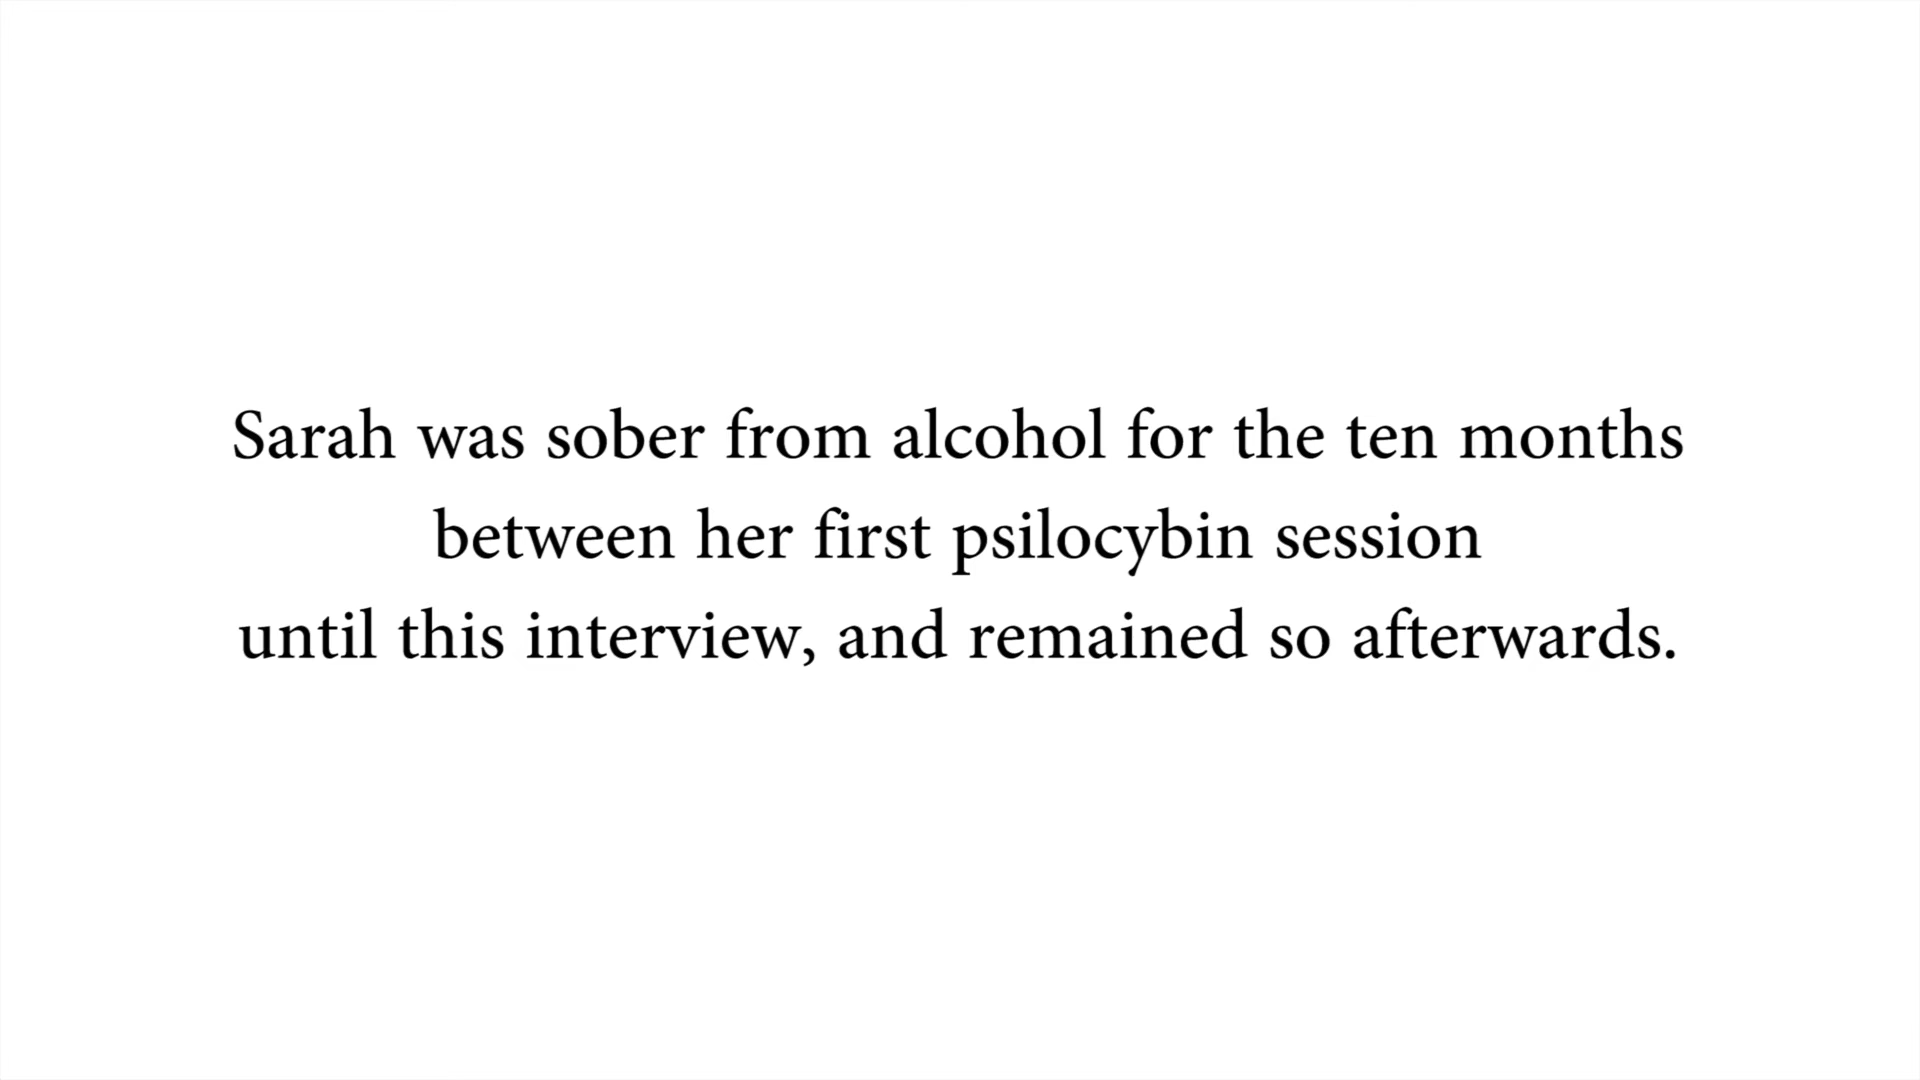 Sarah was sober from alcohol for the ten months
between her first psilocybin session
until this interview, and remained so afterwards.